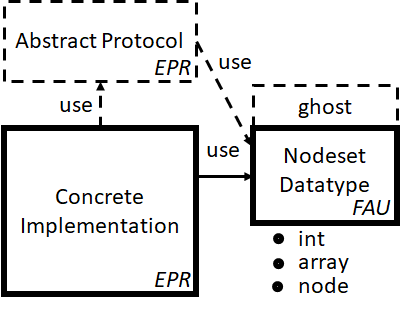 Abstract Protocol
EPR
use
use
ghost
use
Nodeset
Datatype
FAU
Concrete
Implementation
EPR
int
array
node